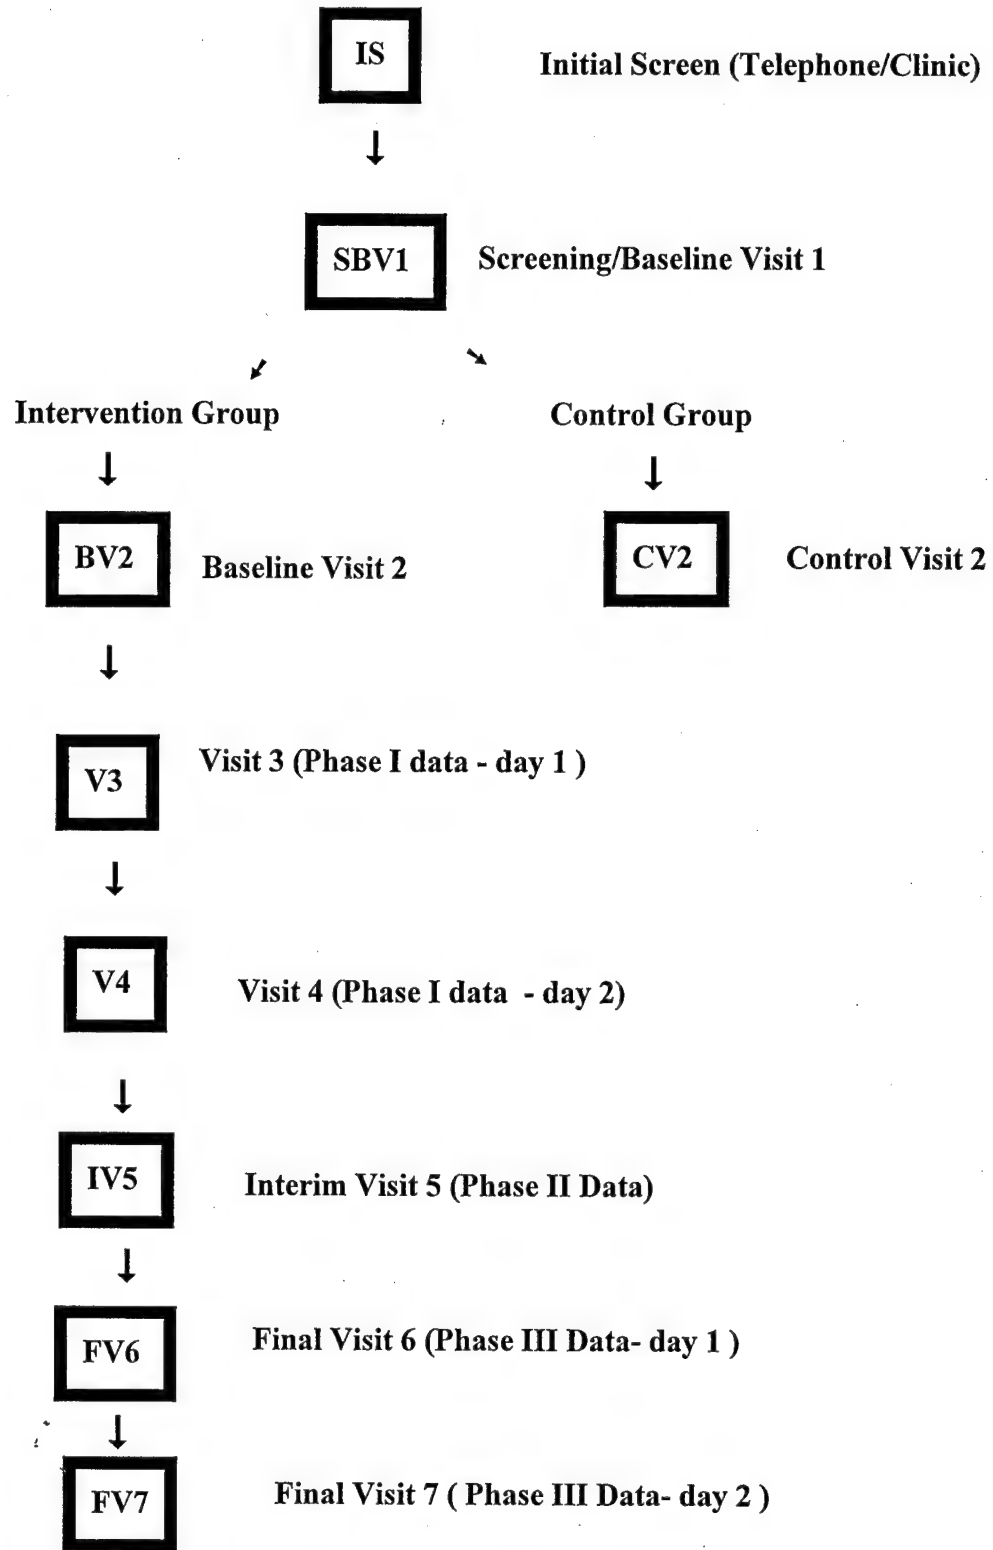 IS
Initial Screen (Telephone/Clinic)
SBV1
Screening/Baseline Visit 1
Intervention Group
Control Group
BV2
Baseline Visit 2
CV2
Control Visit 2
V3
Visit 3 (Phase I data - day 1 )
V4
Visit 4 (Phase I data - day 2)
IV5
Interim Visit 5 (Phase II Data)
FV6
Final Visit 6 (Phase III Data- day 1 )
FV7
Final Visit 7 ( Phase III Data- day 2 )